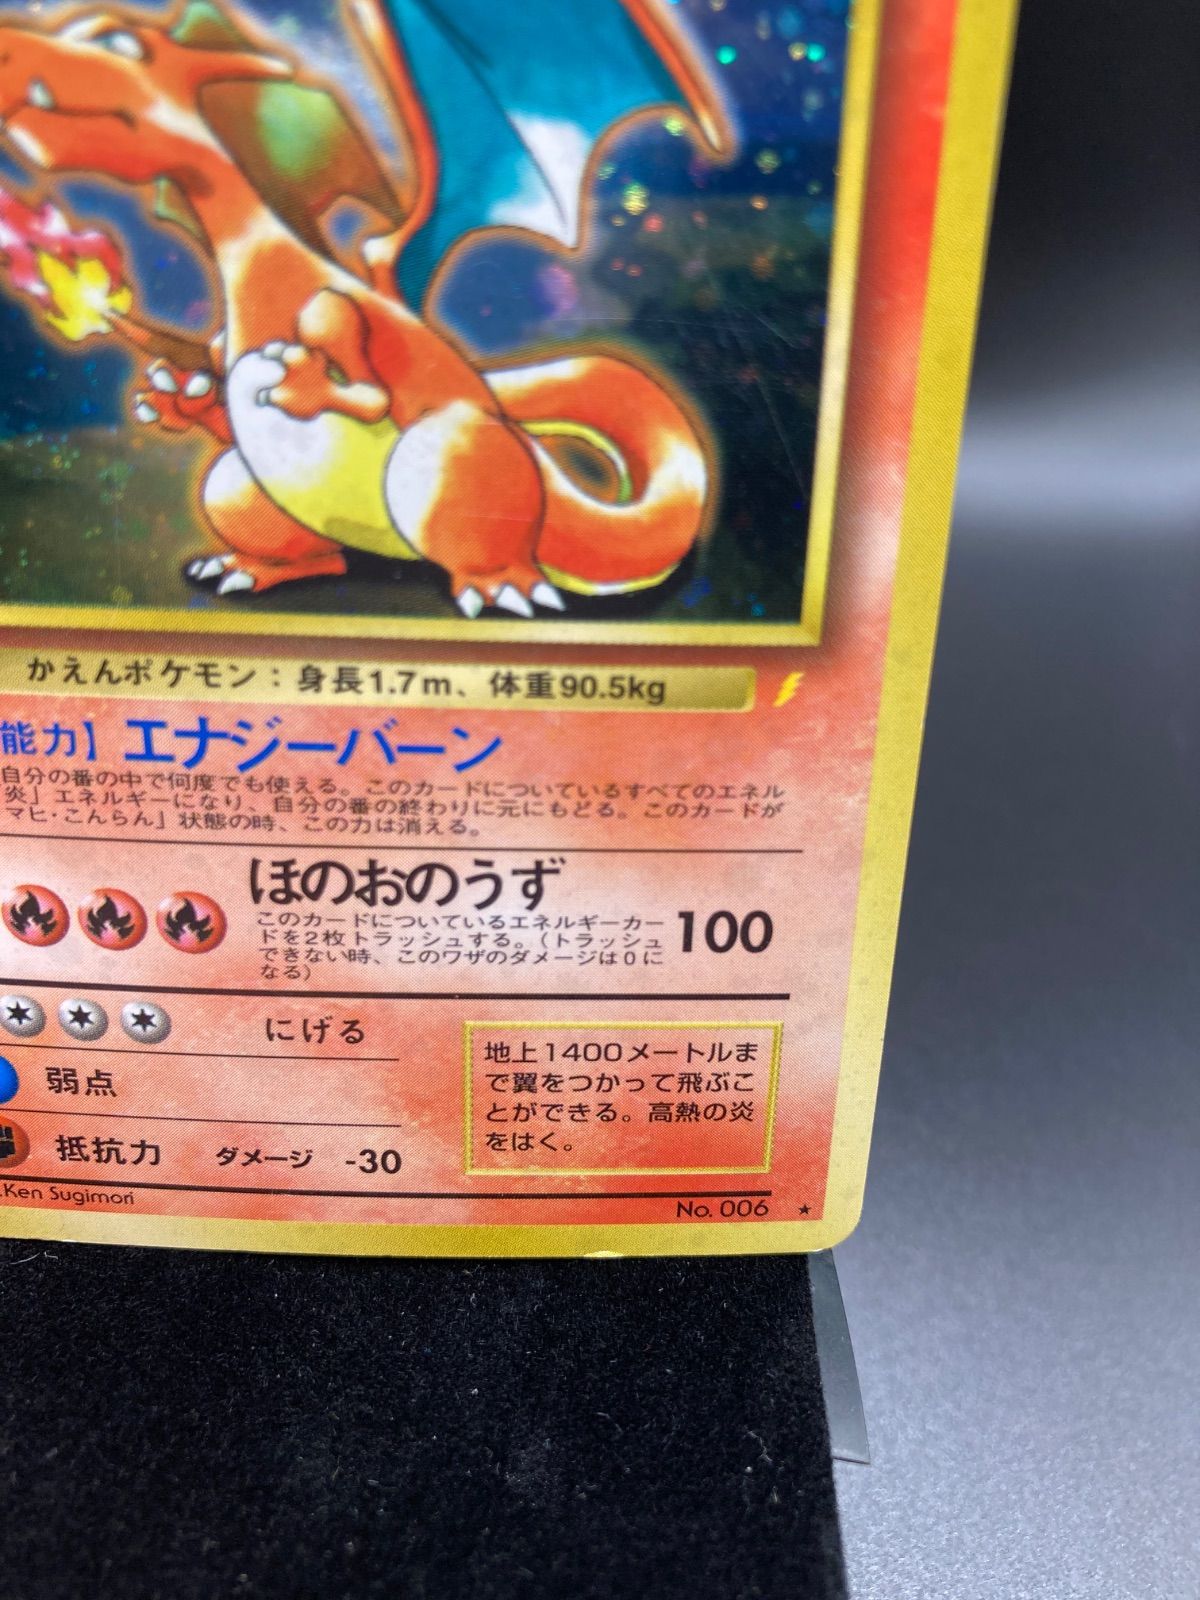 かえんポケモン：身長1.7m、体重90.5kg
能力】エナジーバーン
自分の番の中で何度でも使える。このカードについているすべてのエネル
炎」エネルギーになり、自分の番の終わりに元にもどる。このカードが
マヒ・こんらん」状態の時、この力は消える。
ほのおのうず
このカードについているエネルギーカー
ドを2枚トラッシュする。（トラッシュ
できない時、このワザのダメージは0に
なる）
100
にげる
弱点
抵抗力 ダメージ -30
地上1400メートルま
で翼をつかって飛ぶこ
とができる。高熱の炎
をはく。
.Ken Sugimori
No. 006 ★